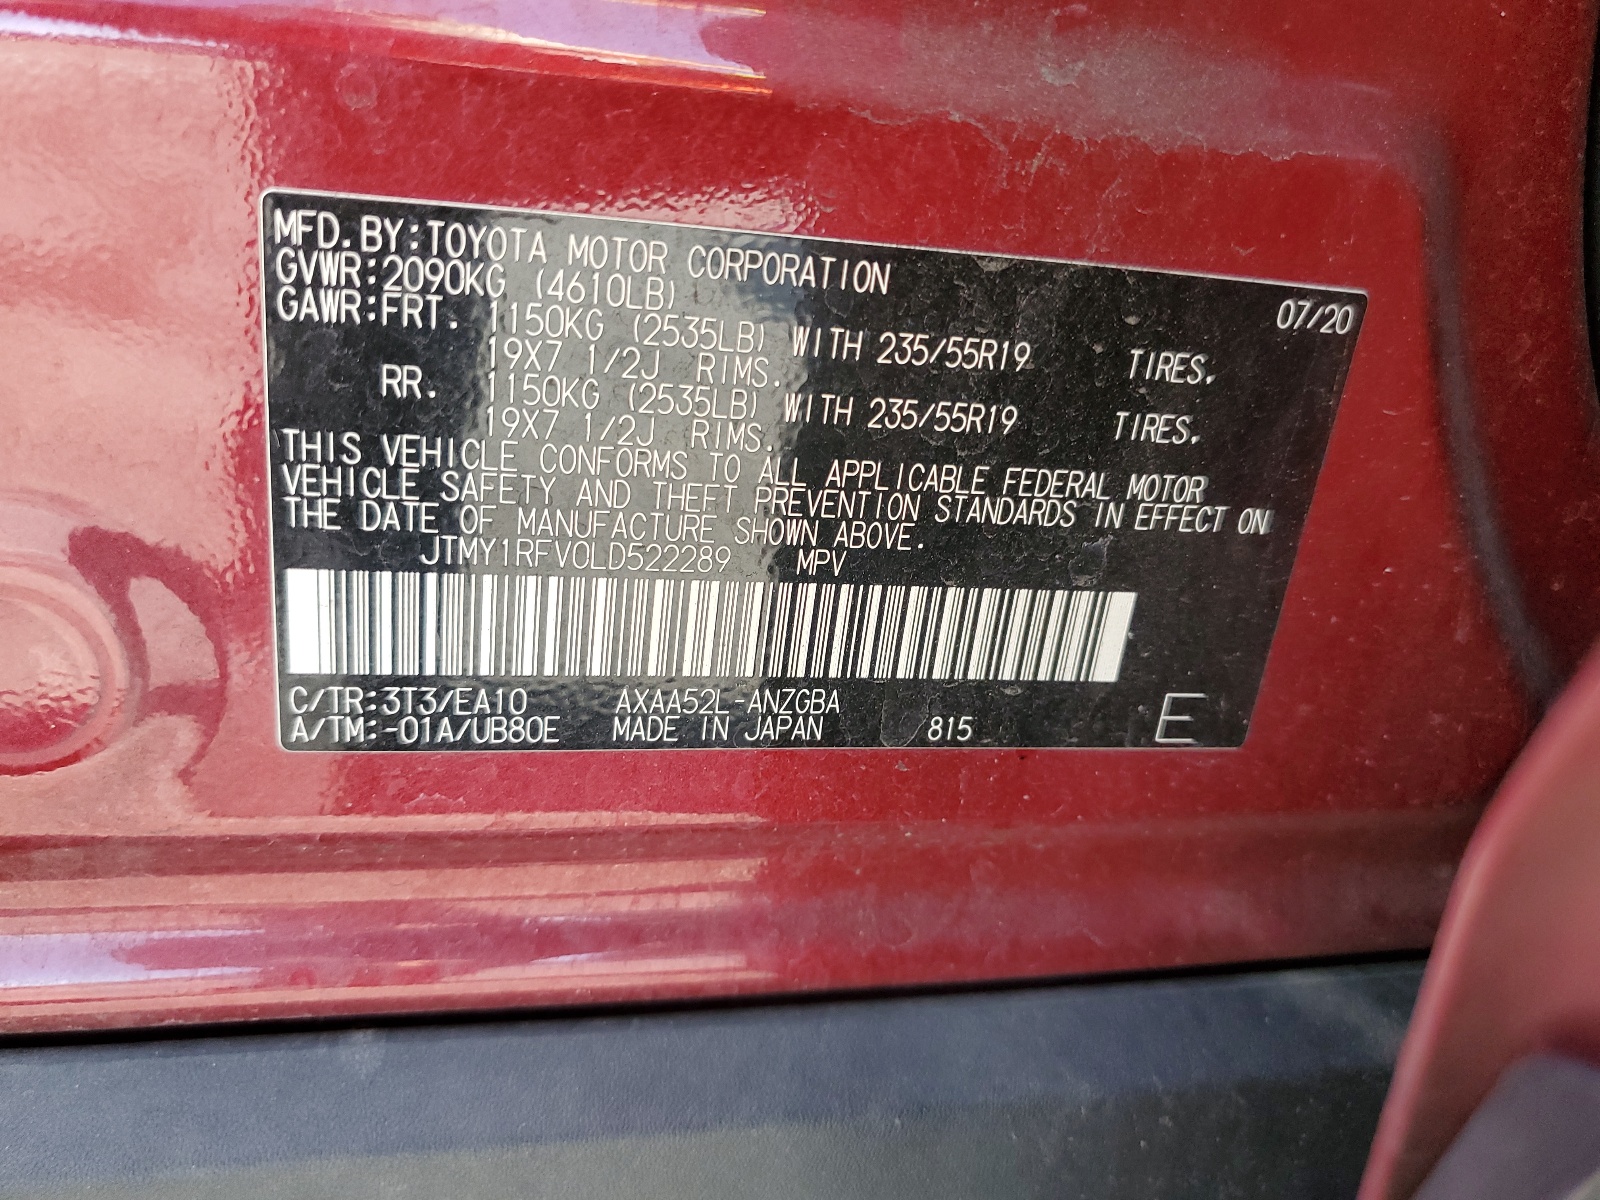 MFD.BY:TOYOTA MOTOR CORPORATION 07/20
GVWR:2090KG (4610LB)
GAWR:FRT. 1150KG (2535LB) WITH 235/55R19 TIRES.
19X7 1/2J RIMS.
RR. 1150KG (2535LB) WITH 235/55R19 TIRES.
19X7 1/2J RIMS.
THIS VEHICLE CONFORMS TO ALL APPLICABLE FEDERAL MOTOR
VEHICLE SAFETY AND THEFT PREVENTION STANDARDS IN EFFECT ON
THE DATE OF MANUFACTURE SHOWN ABOVE.
JTMY1RFV0LD522289 MPV
C/TR:3T3/EA10 AXAA52L-ANZGBA
A/TM:-01A/UB80E MADE IN JAPAN 815 E